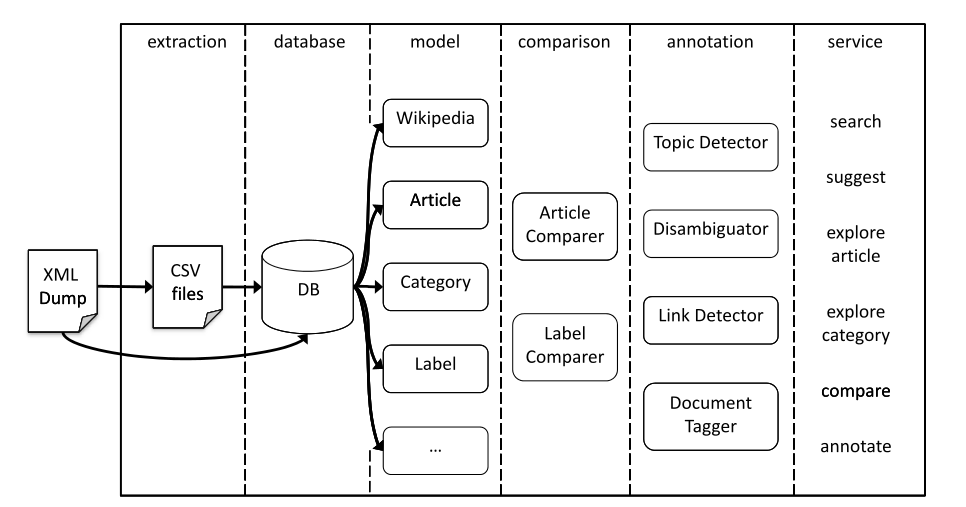 extraction
database
model
comparison
annotation
service
XML
Dump
CSV
files
DB
Wikipedia
Article
Category
Label
...
Article
Comparer
Label
Comparer
Topic Detector
Disambiguator
Link Detector
Document
Tagger
search
suggest
explore
article
explore
category
compare
annotate